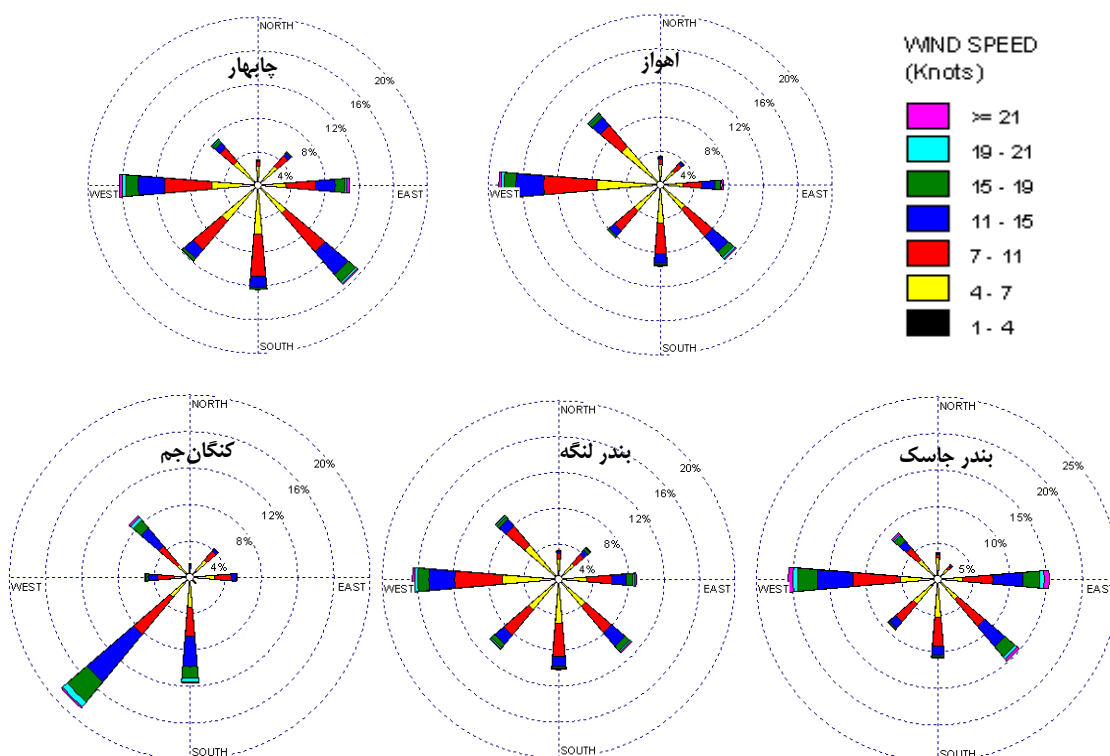 NORTH
چابهار
20%
16%
12%
8%
4%
WEST
EAST
SOUTH
NORTH
اهواز
20%
16%
12%
8%
4%
WEST
EAST
SOUTH
WIND SPEED
(Knots)
>= 21
19 - 21
15 - 19
11 - 15
7 - 11
4 - 7
1 - 4
NORTH
کنگان‌جم
20%
16%
12%
8%
4%
WEST
EAST
SOUTH
NORTH
بندر لنگه
20%
16%
12%
8%
4%
WEST
EAST
SOUTH
NORTH
بندر جاسک
25%
20%
15%
10%
5%
WEST
EAST
SOUTH